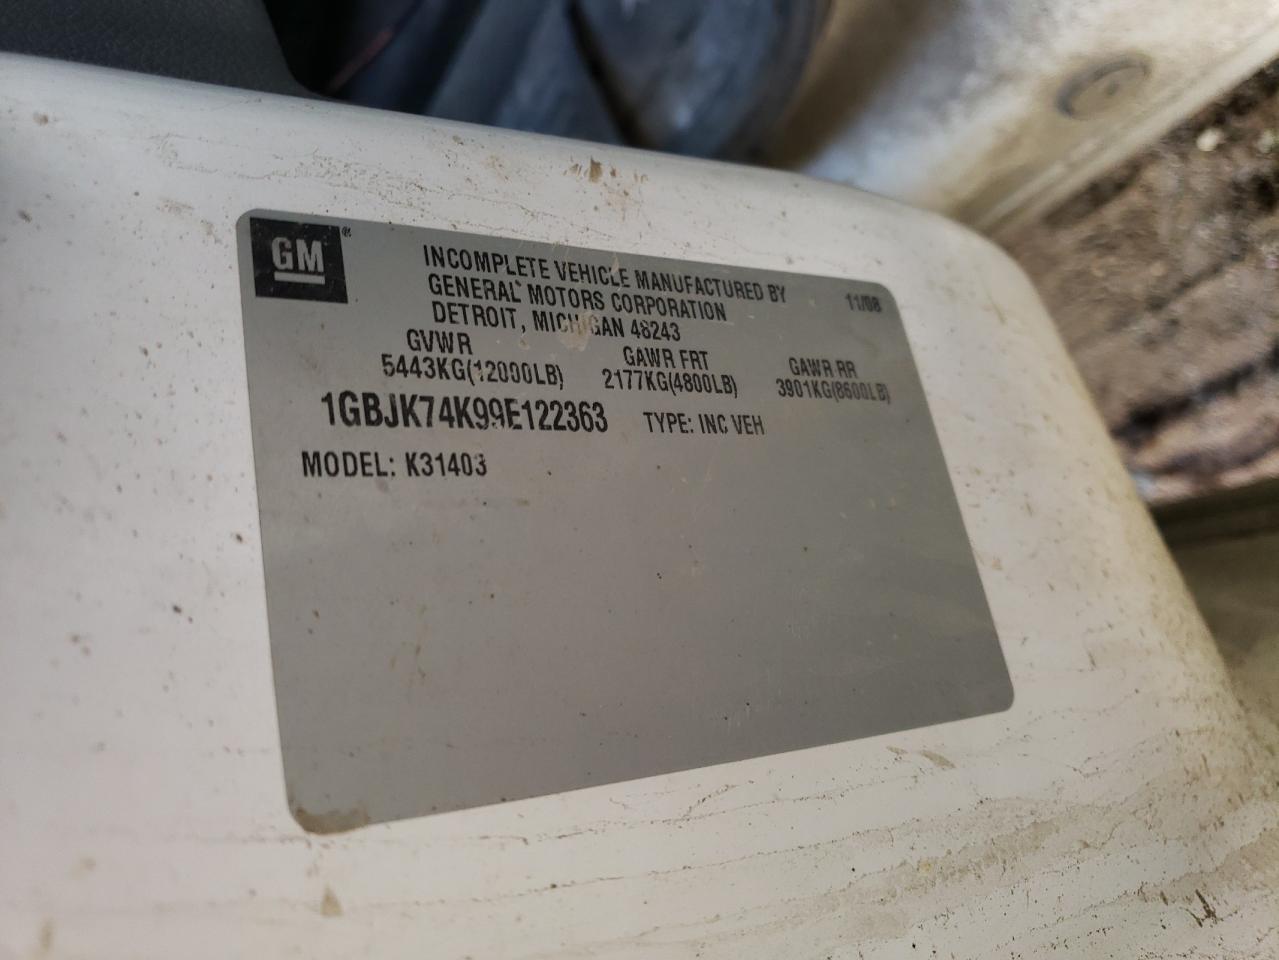 GM®
INCOMPLETE VEHICLE MANUFACTURED BY 11/08
GENERAL MOTORS CORPORATION
DETROIT, MICHIGAN 48243
GVWR GAWR FRT GAWR RR
5443KG(12000LB) 2177KG(4800LB) 3901KG(8600LB)
1GBJK74K99E122363 TYPE: INC VEH
MODEL: K31403